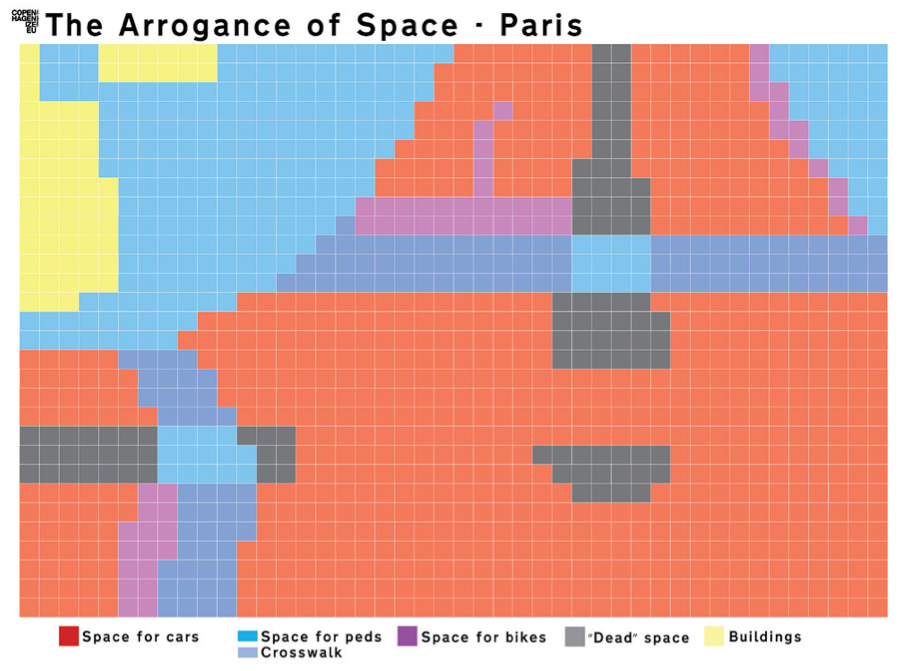 COPEN
HAGEN
IZE
EU
The Arrogance of Space - Paris
Space for cars
Space for peds
Crosswalk
Space for bikes
"Dead" space
Buildings